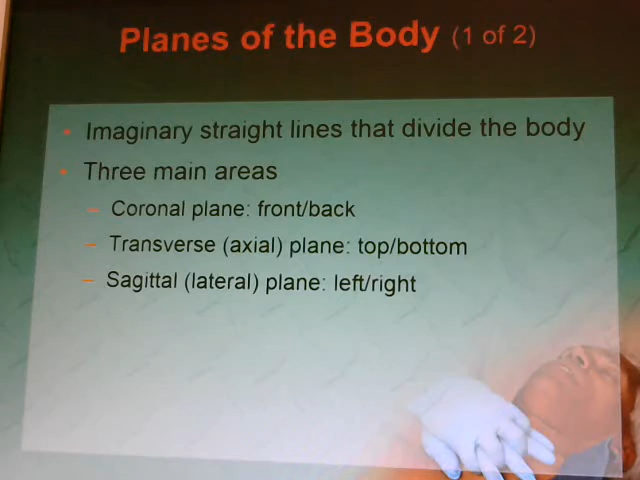 Planes of the Body (1 of 2)
• Imaginary straight lines that divide the body
• Three main areas
– Coronal plane: front/back
– Transverse (axial) plane: top/bottom
– Sagittal (lateral) plane: left/right